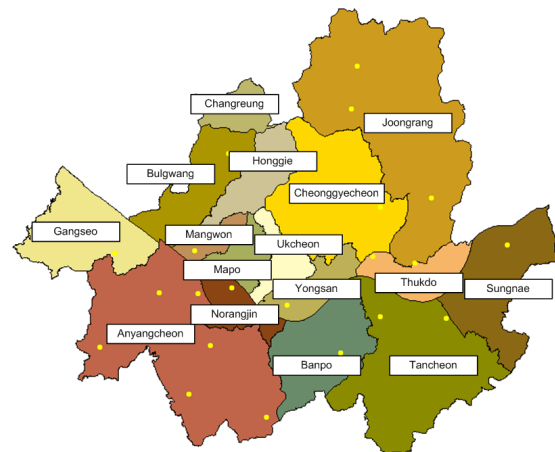 Changreung
Joongrang
Honggie
Bulgwang
Cheonggyecheon
Gangseo
Mangwon
Ukcheon
Mapo
Yongsan
Thukdo
Sungnae
Norangjin
Anyangcheon
Banpo
Tancheon